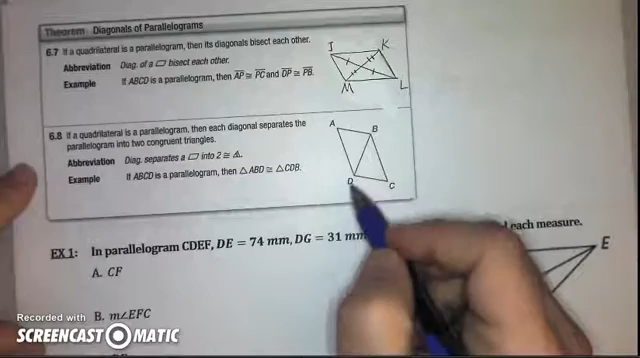 Theorem Diagonals of Parallelograms
6.7 If a quadrilateral is a parallelogram, then its diagonals bisect each other.
Abbreviation Diag. of a ▱ bisect each other.
Example If ABCD is a parallelogram, then A̅P̅ ≅ P̅C̅ and D̅P̅ ≅ P̅B̅.
J K
M L
6.8 If a quadrilateral is a parallelogram, then each diagonal separates the
parallelogram into two congruent triangles.
Abbreviation Diag. separates a ▱ into 2 ≅ △s.
Example If ABCD is a parallelogram, then △ABD ≅ △CDB.
A B
D C
EX 1: In parallelogram CDEF, DE = 74 mm, DG = 31 mm
each measure.
A. CF
E
B. m∠EFC
Recorded with
SCREENCAST MATIC